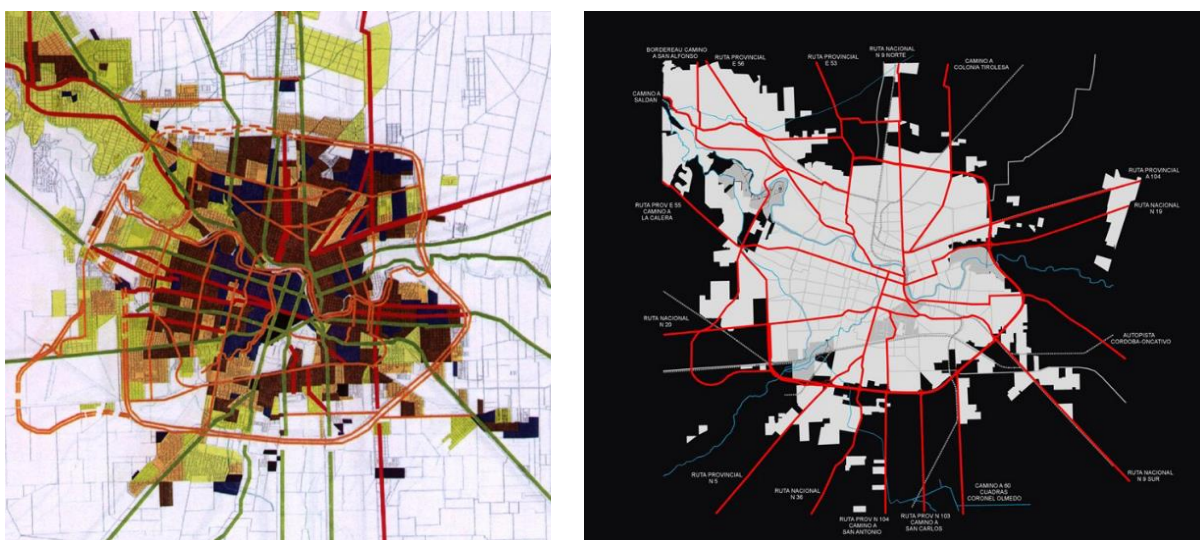 BORDEREAU CAMINO
A SAN ALFONSO
RUTA PROVINCIAL
E 56
RUTA PROVINCIAL
E 53
RUTA NACIONAL
N 9 NORTE
CAMINO A
COLONIA TIROLESA
CAMINO A
SALDAN
RUTA PROVINCIAL
A 104
RUTA NACIONAL
N 19
RUTA PROV E 55
CAMINO A
LA CALERA
RUTA NACIONAL
N 20
AUTOPISTA
CORDOBA-ONCATIVO
RUTA PROVINCIAL
N 5
RUTA NACIONAL
N 36
RUTA PROV N 104
CAMINO A
SAN ANTONIO
RUTA PROV N 103
CAMINO A
SAN CARLOS
CAMINO A 60
CUADRAS
CORONEL OLMEDO
RUTA NACIONAL
N 9 SUR